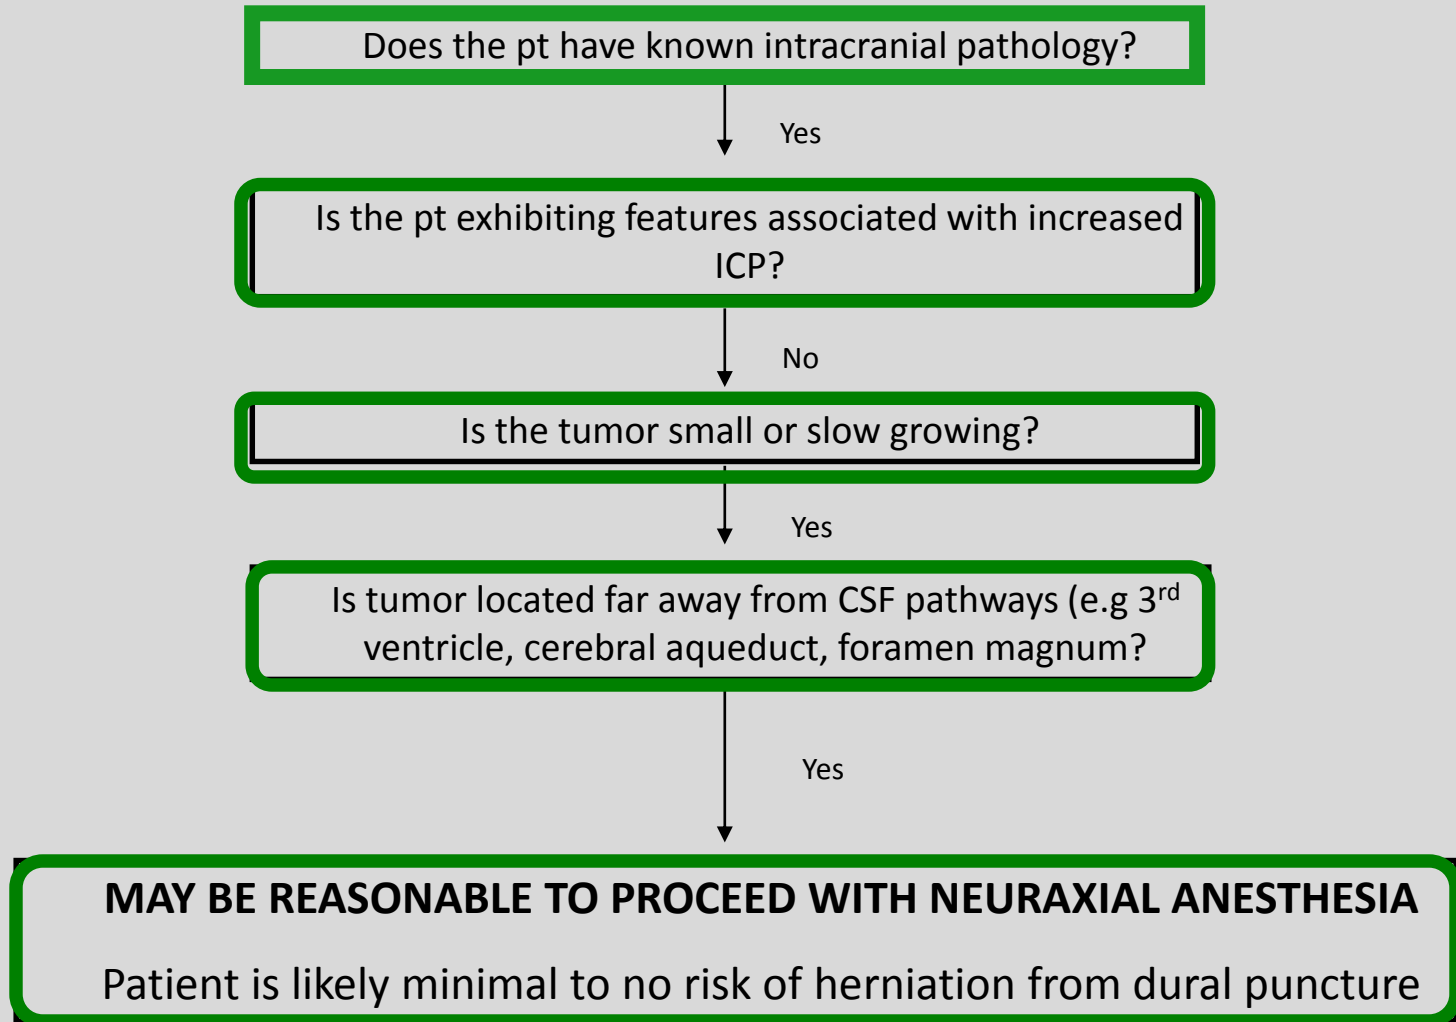 Does the pt have known intracranial pathology?
Yes
Is the pt exhibiting features associated with increased
ICP?
No
Is the tumor small or slow growing?
Yes
Is tumor located far away from CSF pathways (e.g 3rd
ventricle, cerebral aqueduct, foramen magnum?
Yes
MAY BE REASONABLE TO PROCEED WITH NEURAXIAL ANESTHESIA
Patient is likely minimal to no risk of herniation from dural puncture